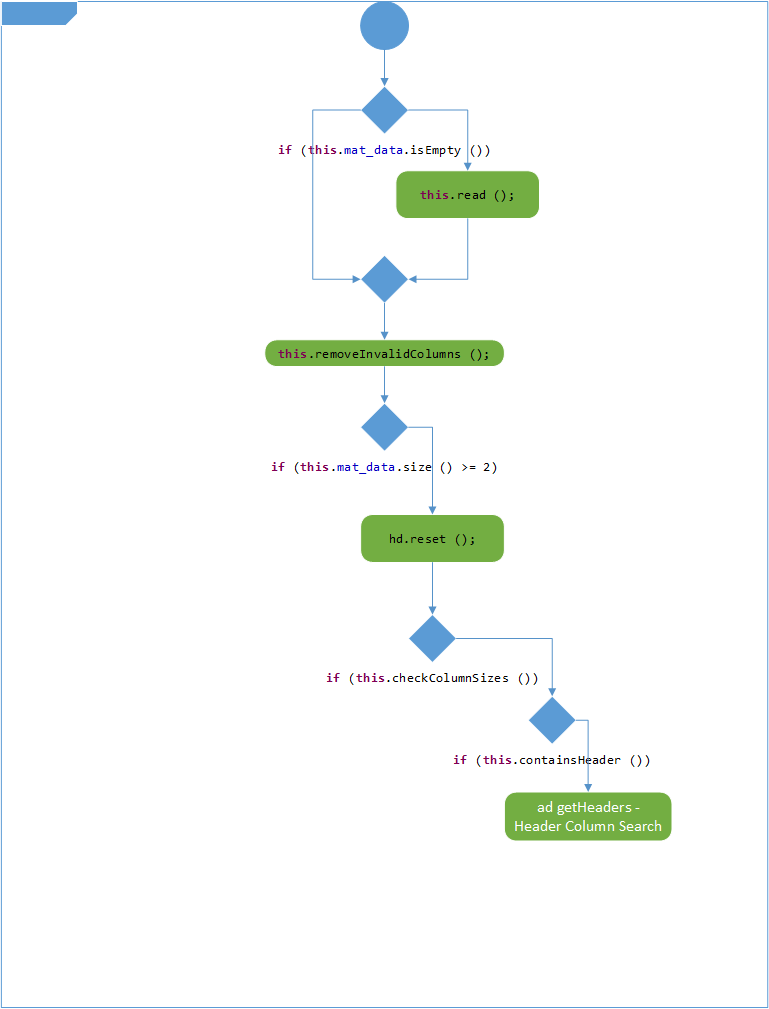 if (this.mat_data.isEmpty ())
this.read ();
this.removeInvalidColumns ();
if (this.mat_data.size () >= 2)
hd.reset ();
if (this.checkColumnSizes ())
if (this.containsHeader ())
ad getHeaders -
Header Column Search